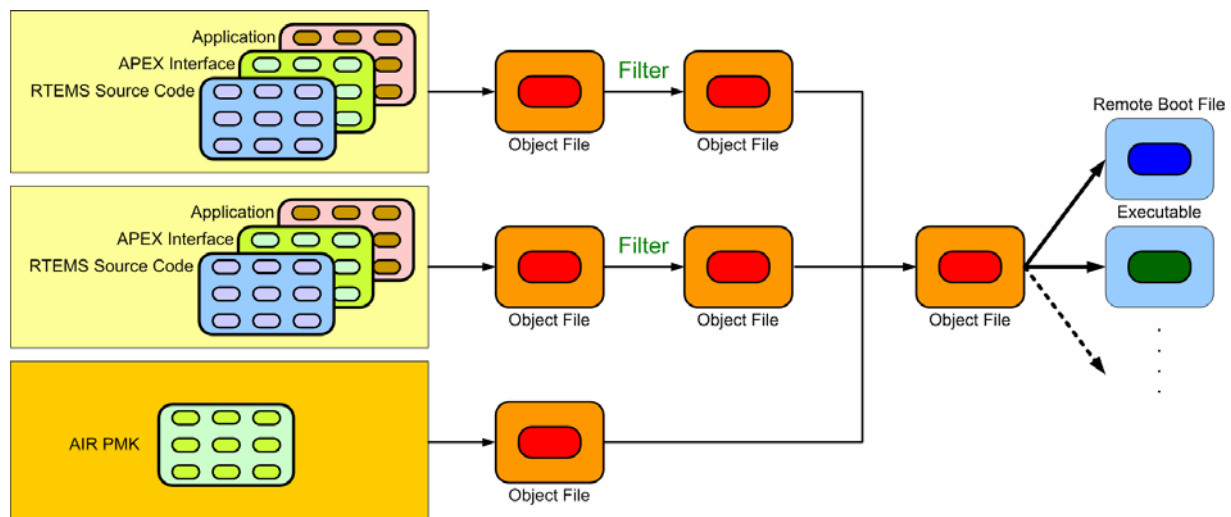 Application
APEX Interface
RTEMS Source Code
Object File
Filter
Object File
Application
APEX Interface
RTEMS Source Code
Object File
Filter
Object File
AIR PMK
Object File
Object File
Remote Boot File
Executable